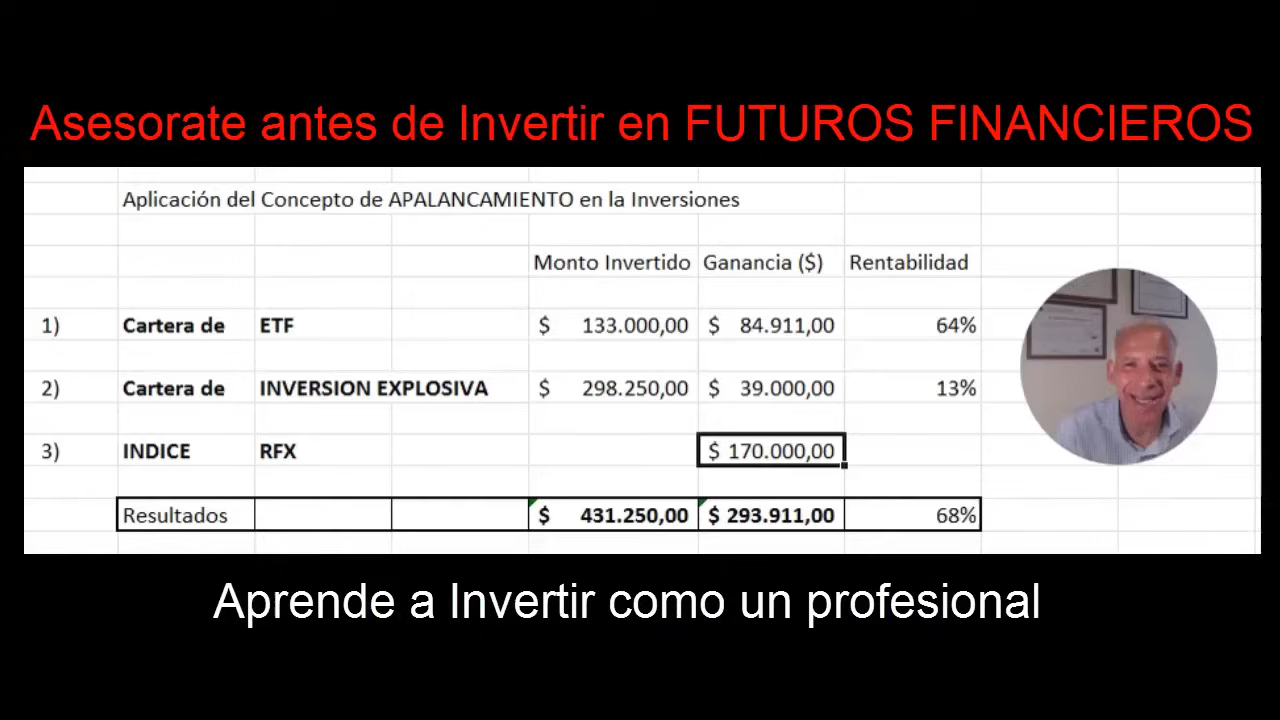 Asesorate antes de Invertir en FUTUROS FINANCIEROS
Aplicación del Concepto de APALANCAMIENTO en la Inversiones
Monto Invertido Ganancia ($) Rentabilidad
1) Cartera de ETF $ 133.000,00 $ 84.911,00 64%
2) Cartera de INVERSION EXPLOSIVA $ 298.250,00 $ 39.000,00 13%
3) INDICE RFX $ 170.000,00
Resultados $ 431.250,00 $ 293.911,00 68%
Aprende a Invertir como un profesional